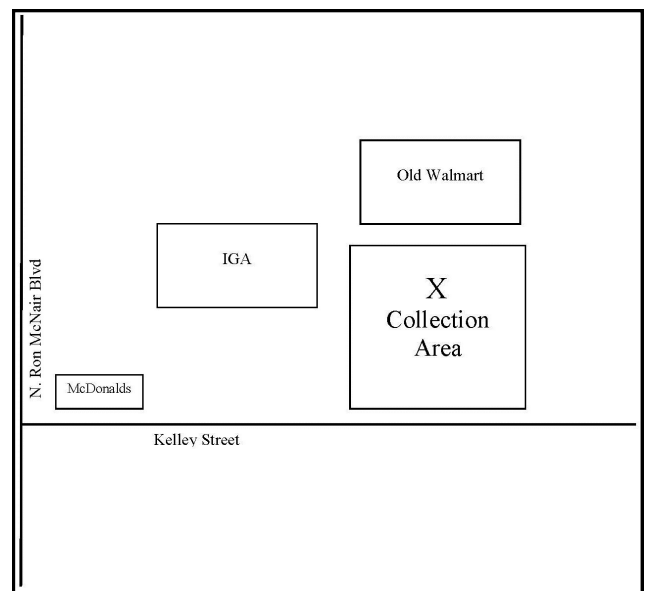 Old Walmart
IGA
X
Collection
Area
N. Ron McNair Blvd
McDonalds
Kelley Street